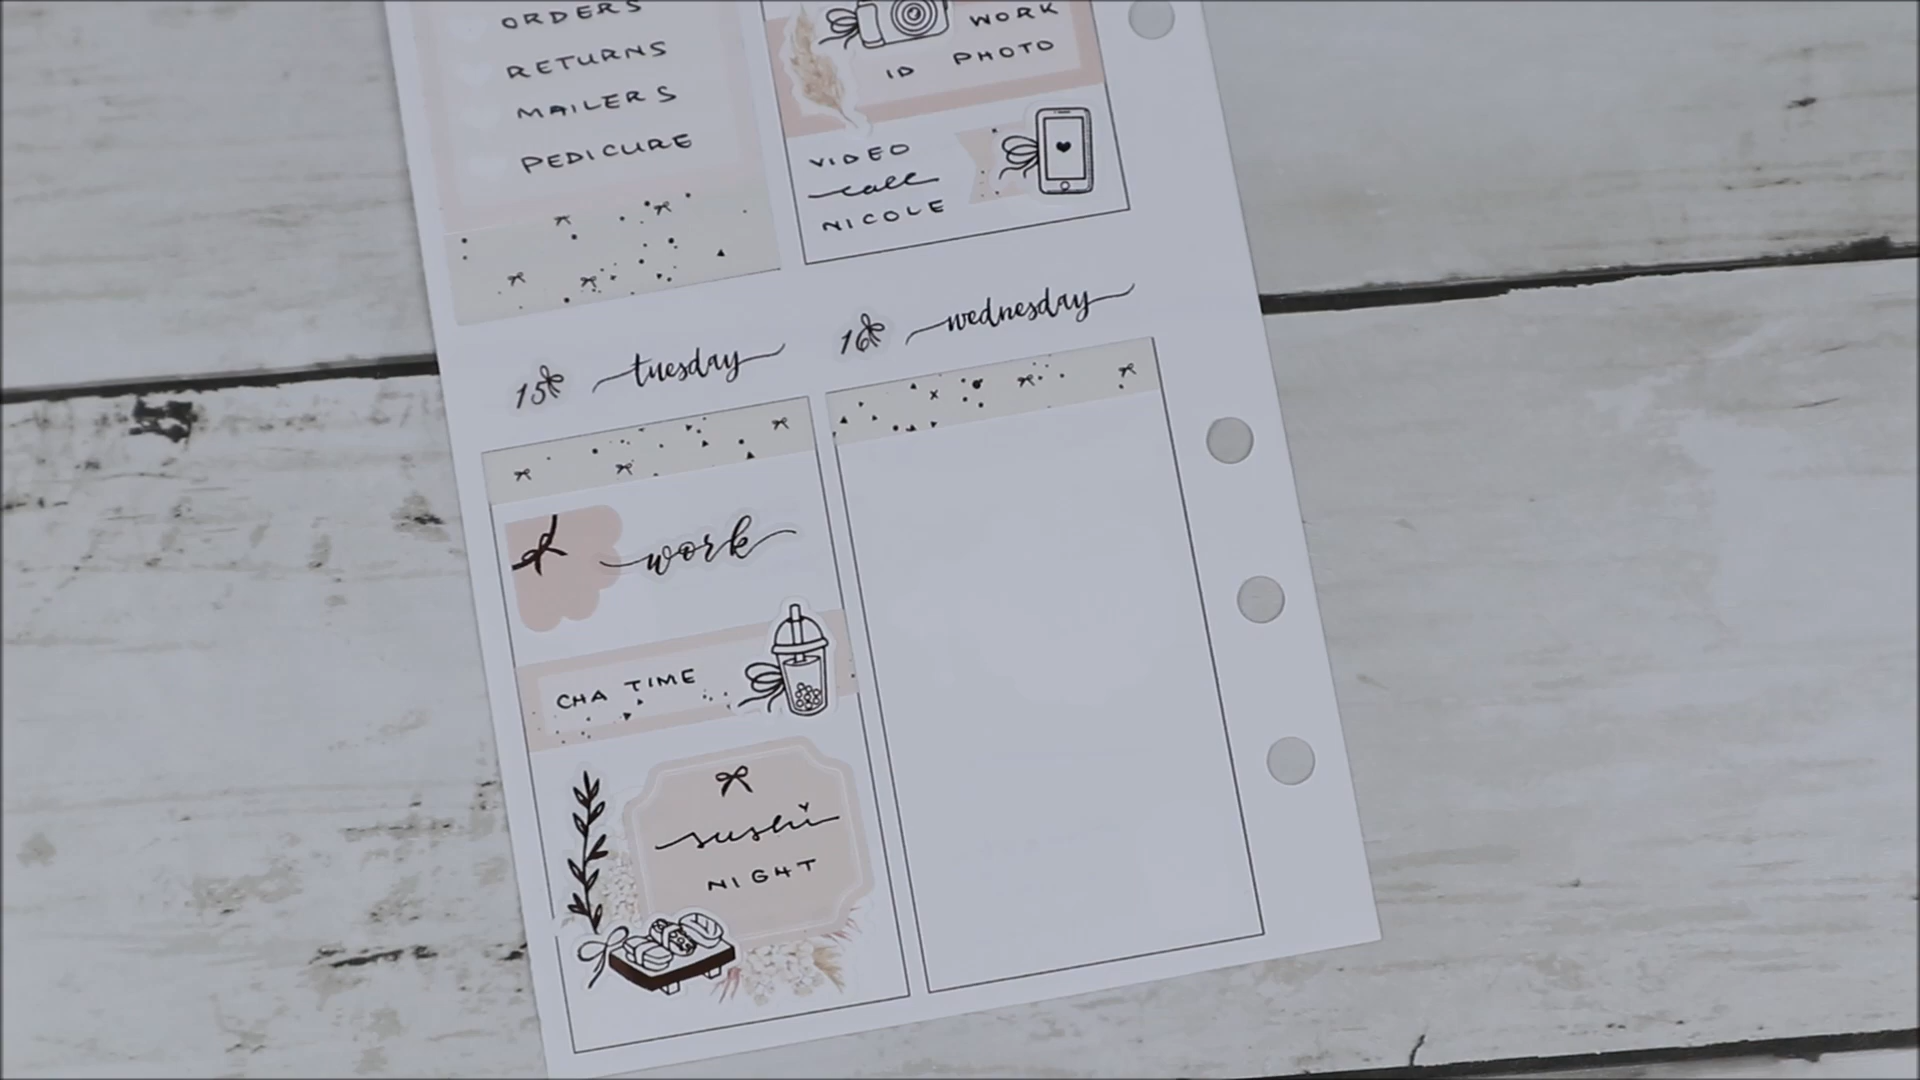 ORDERS
RETURNS
MAILERS
PEDICURE
WORK
ID PHOTO
VIDEO
call
NICOLE
15 tuesday
work
CHA TIME
sushi
NIGHT
16 wednesday